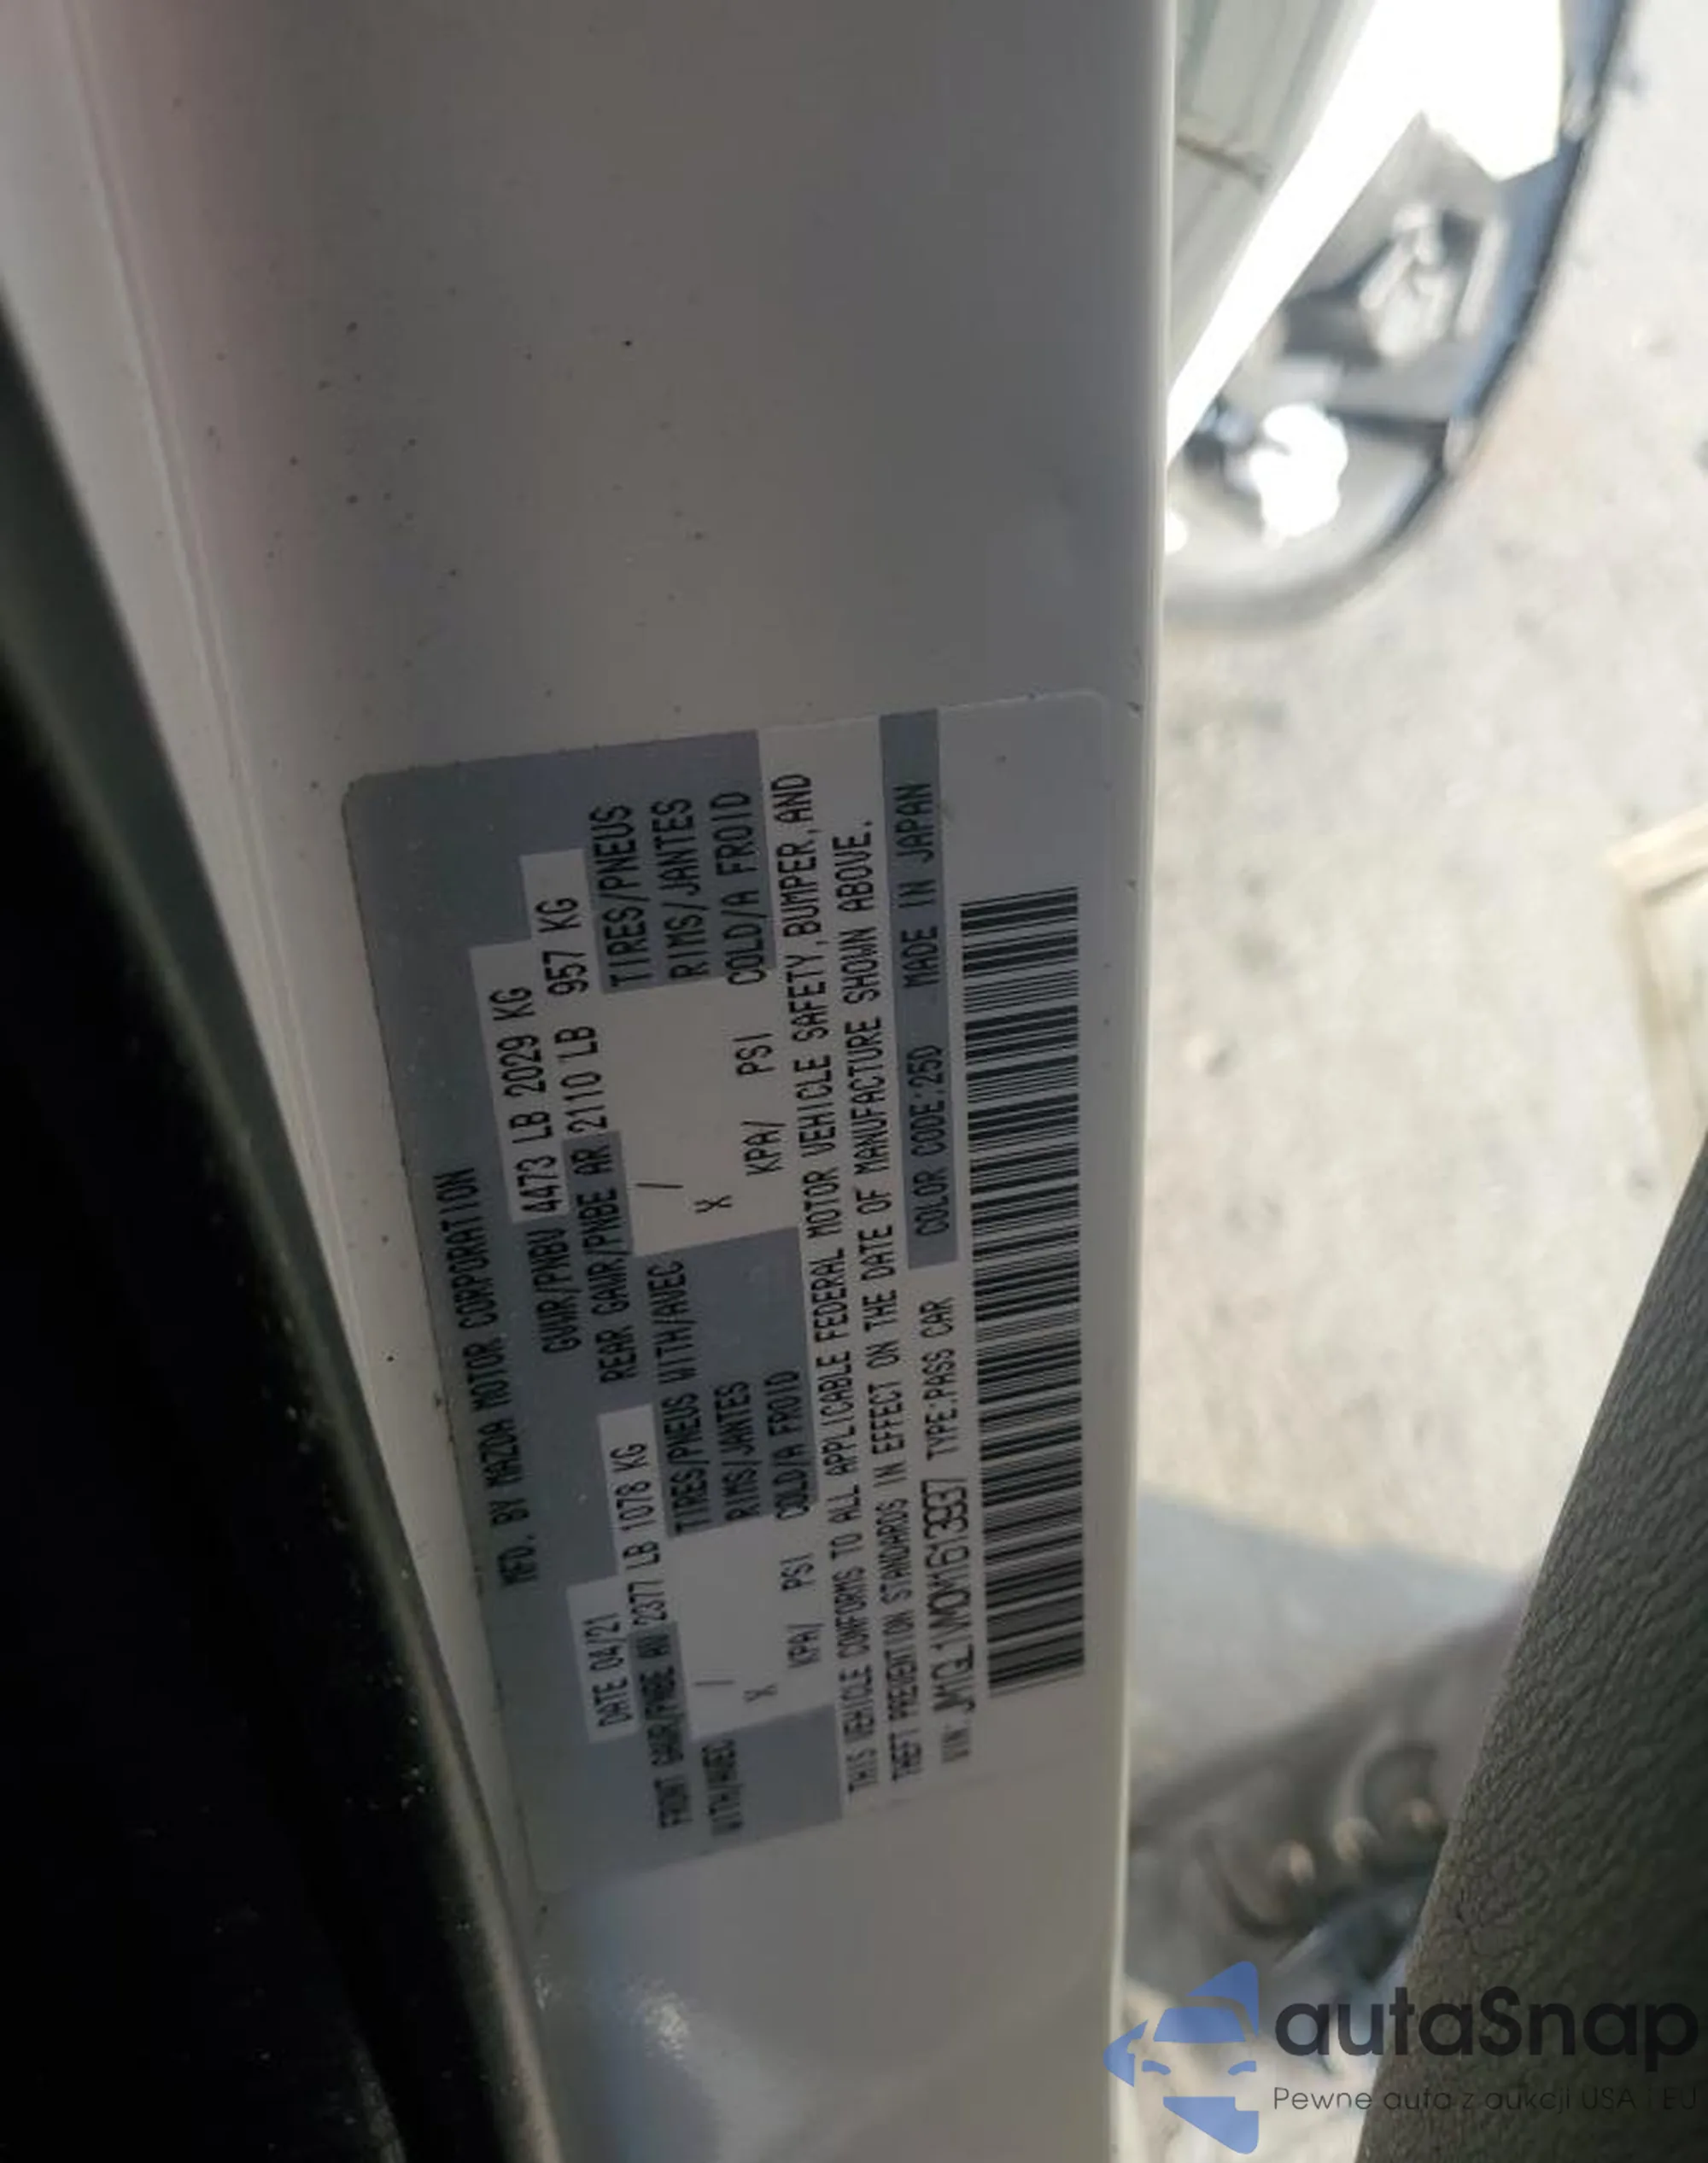 MFD. BY MAZDA MOTOR CORPORATION
DATE 04/21
GVWR/PNBV 4473 LB 2029 KG
FRONT GAWR/PNBE AV 2377 LB 1078 KG
REAR GAWR/PNBE AR 2110 LB 957 KG
WITH/AVEC / TIRES/PNEUS WITH/AVEC / TIRES/PNEUS
X RIMS/JANTES X RIMS/JANTES
KPA/ PSI COLD/A FROID KPA/ PSI COLD/A FROID
THIS VEHICLE CONFORMS TO ALL APPLICABLE FEDERAL MOTOR VEHICLE SAFETY, BUMPER, AND
THEFT PREVENTION STANDARDS IN EFFECT ON THE DATE OF MANUFACTURE SHOWN ABOVE.
VIN: JM1GL1WM0M1613937 TYPE:PASS CAR COLOR CODE:25D MADE IN JAPAN
autaSnap
Pewne auta z aukcji USA i EU